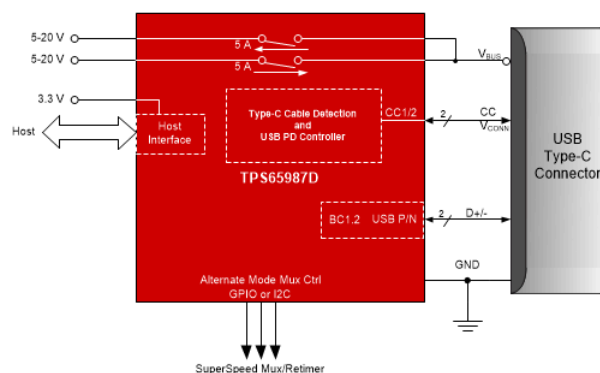 5-20 V
5 A
5-20 V
5 A
VBUS
3.3 V
Host
Host
Interface
Type-C Cable Detection
and
USB PD Controller
CC1/2
2
CC
VCONN
USB
Type-C
Connector
TPS65987D
BC1.2 USB P/N
2
D+/-
GND
Alternate Mode Mux Ctrl
GPIO or I2C
SuperSpeed Mux/Retimer